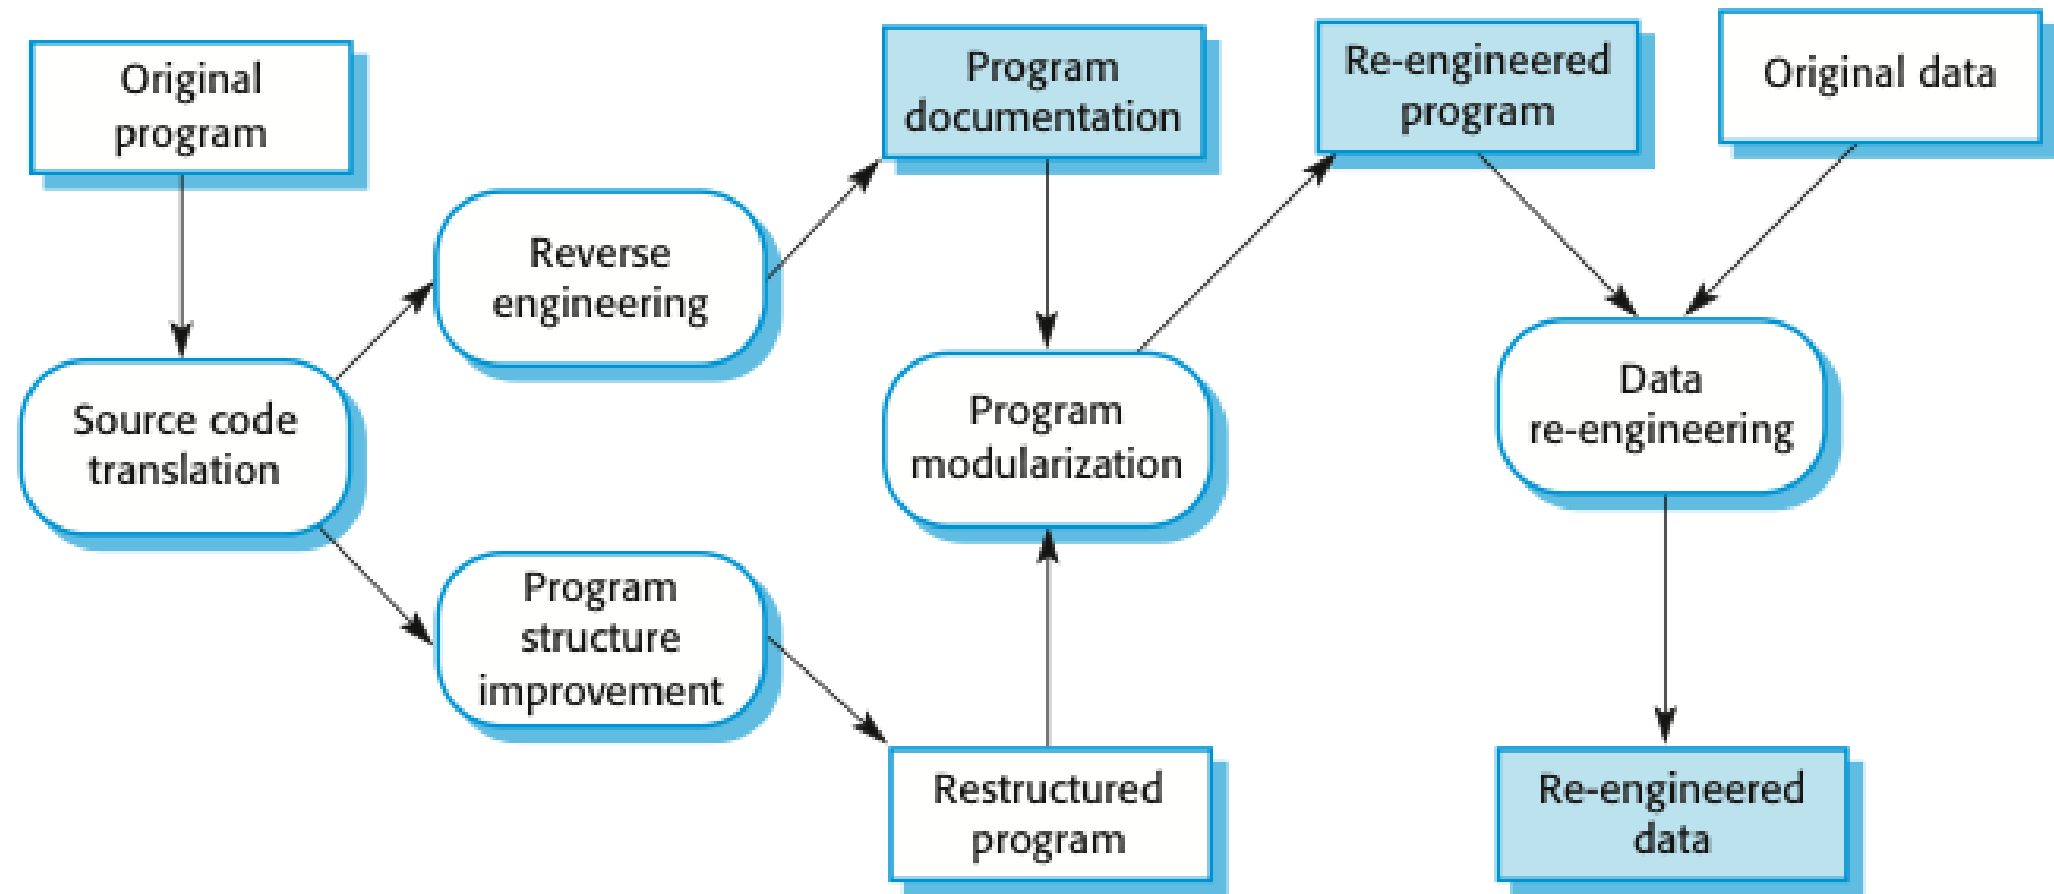 Original
program
Program
documentation
Re-engineered
program
Original data
Reverse
engineering
Source code
translation
Program
modularization
Data
re-engineering
Program
structure
improvement
Restructured
program
Re-engineered
data